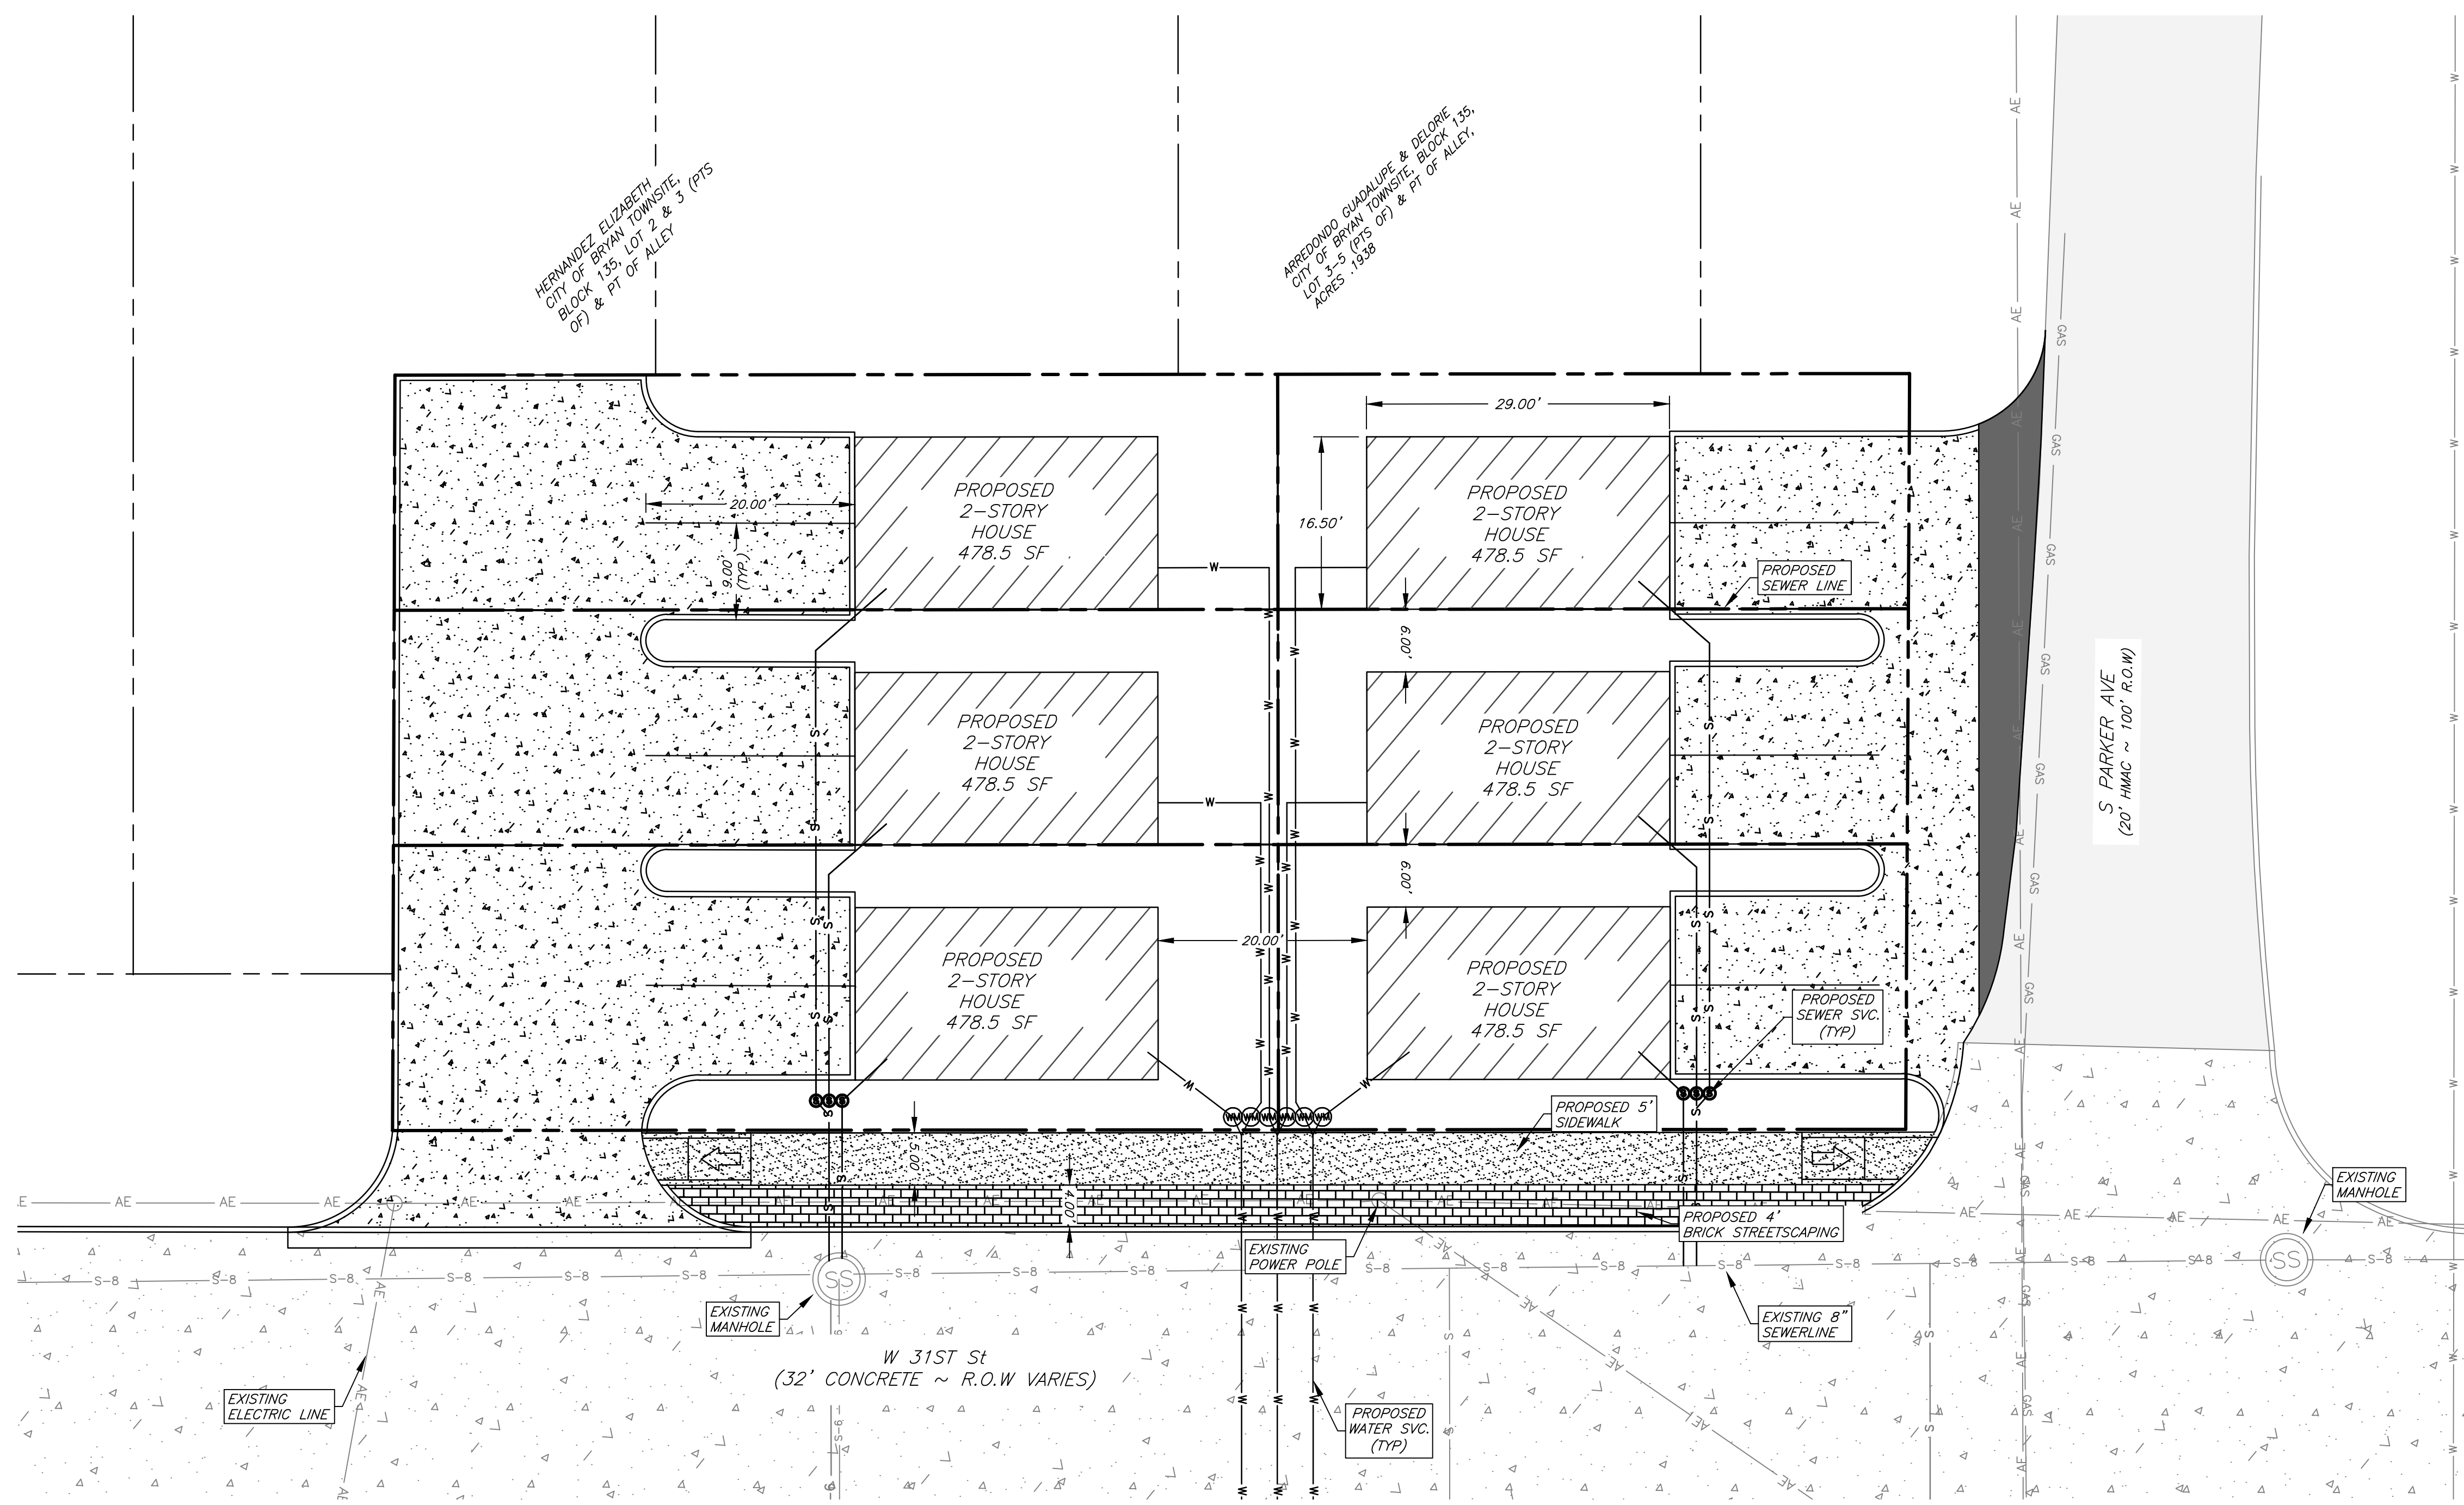 HERNANDEZ ELIZABETH
CITY OF BRYAN TOWNSITE,
BLOCK 135, LOT 2 & 3 (PTS
OF) & PT OF ALLEY
ARREDONDO GUADALUPE & DELORIE
CITY OF BRYAN TOWNSITE, BLOCK 135,
LOT 3-5 (PTS OF) & PT OF ALLEY,
ACRES .1938
29.00'
16.50'
20.00'
9.00'
(TYP.)
PROPOSED
2-STORY
HOUSE
478.5 SF
PROPOSED
2-STORY
HOUSE
478.5 SF
PROPOSED
SEWER LINE
6.00'
S PARKER AVE
(20' HMAC ~ 100' R.O.W)
PROPOSED
2-STORY
HOUSE
478.5 SF
PROPOSED
2-STORY
HOUSE
478.5 SF
6.00'
20.00'
PROPOSED
2-STORY
HOUSE
478.5 SF
PROPOSED
2-STORY
HOUSE
478.5 SF
PROPOSED
SEWER SVC.
(TYP)
PROPOSED 5'
SIDEWALK
5.00'
4.00'
EXISTING
MANHOLE
PROPOSED 4'
BRICK STREETSCAPING
EXISTING
POWER POLE
EXISTING
MANHOLE
EXISTING 8"
SEWERLINE
W 31ST St
(32' CONCRETE ~ R.O.W VARIES)
EXISTING
ELECTRIC LINE
PROPOSED
WATER SVC.
(TYP)
AE
GAS
W
S
WM
S-8
SS
SS